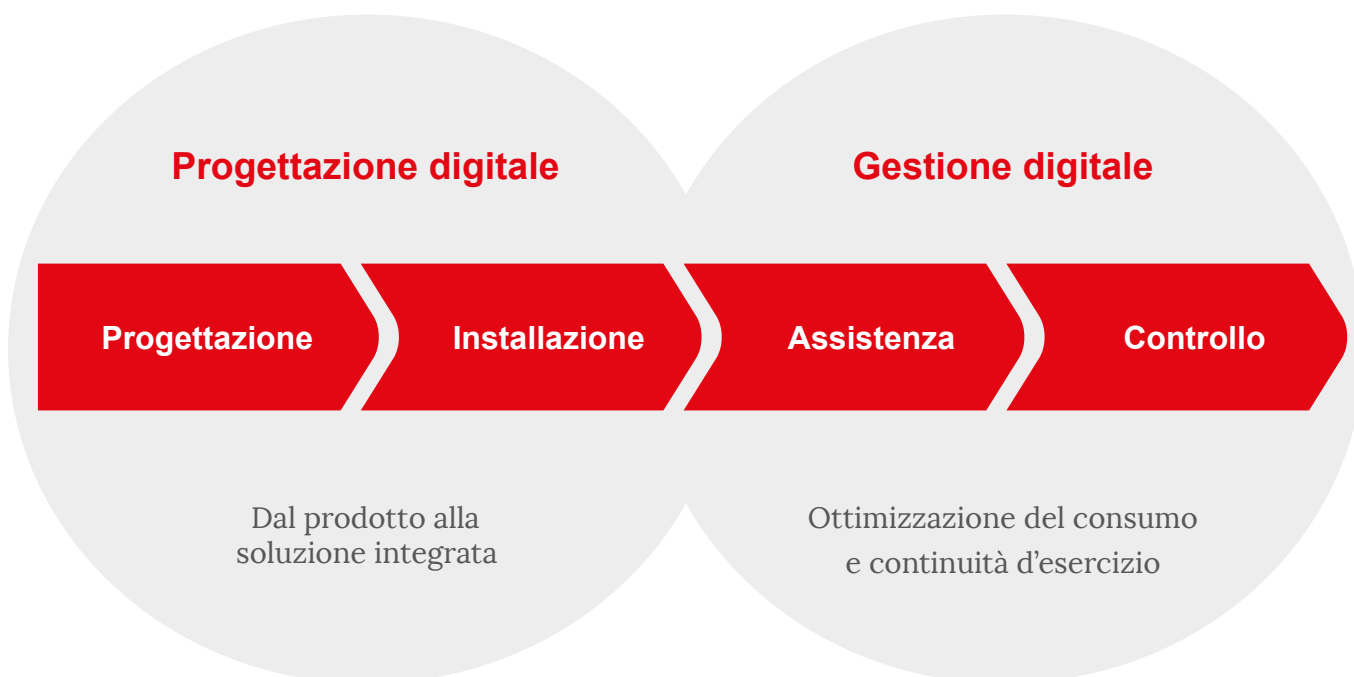 Progettazione digitale
Gestione digitale
Progettazione
Installazione
Assistenza
Controllo
Dal prodotto alla
soluzione integrata
Ottimizzazione del consumo
e continuità d’esercizio